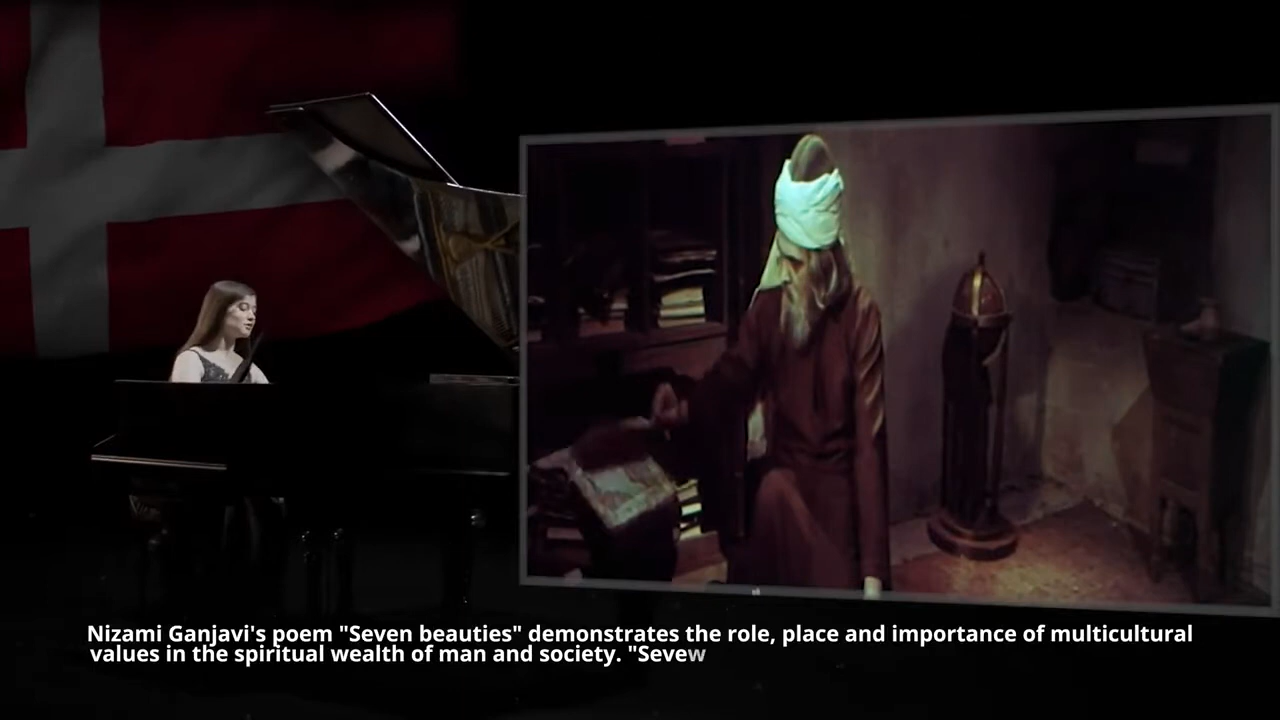 Nizami Ganjavi's poem "Seven beauties" demonstrates the role, place and importance of multicultural
values in the spiritual wealth of man and society. "Sevew